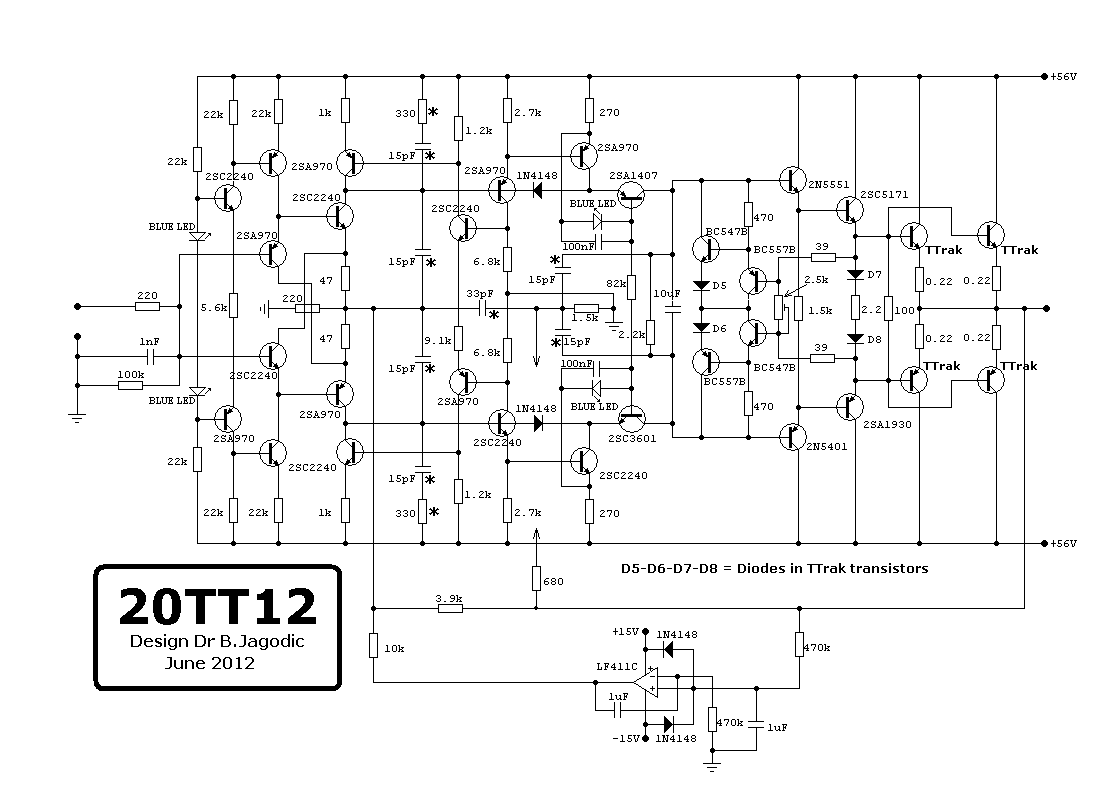 +56V
22k
22k
1k
330
*
2.7k
270
1.2k
22k
15pF
*
2SA970
2SA970
2SA970
1N4148
2SA1407
2SC2240
2N5551
2SC2240
2SC5171
BLUE LED
2SC2240
BLUE LED
470
2SA970
BC547B
BC557B
TTrak
TTrak
100nF
39
15pF
*
6.8k
*
15pF
82k
D5
D7
0.22
0.22
47
2.5k
220
220
33pF
*
10uF
5.6k
1.5k
1.5k
2.2
100
D6
2.2k
1nF
47
9.1k
6.8k
*
15pF
D8
0.22
0.22
39
15pF
*
100nF
BC557B
BC547B
TTrak
TTrak
100k
2SC2240
2SA970
BLUE LED
BLUE LED
470
2SA970
1N4148
2SA970
2SC2240
2SC3601
2SA1930
2N5401
22k
2SC2240
2SC2240
15pF
*
1.2k
22k
22k
1k
330
*
2.7k
270
+56V
D5-D6-D7-D8 = Diodes in TTrak transistors
680
20TT12
Design Dr B.Jagodic
June 2012
3.9k
10k
+15V
1N4148
470k
LF411C
+
−
+
1uF
470k
1uF
-15V
1N4148